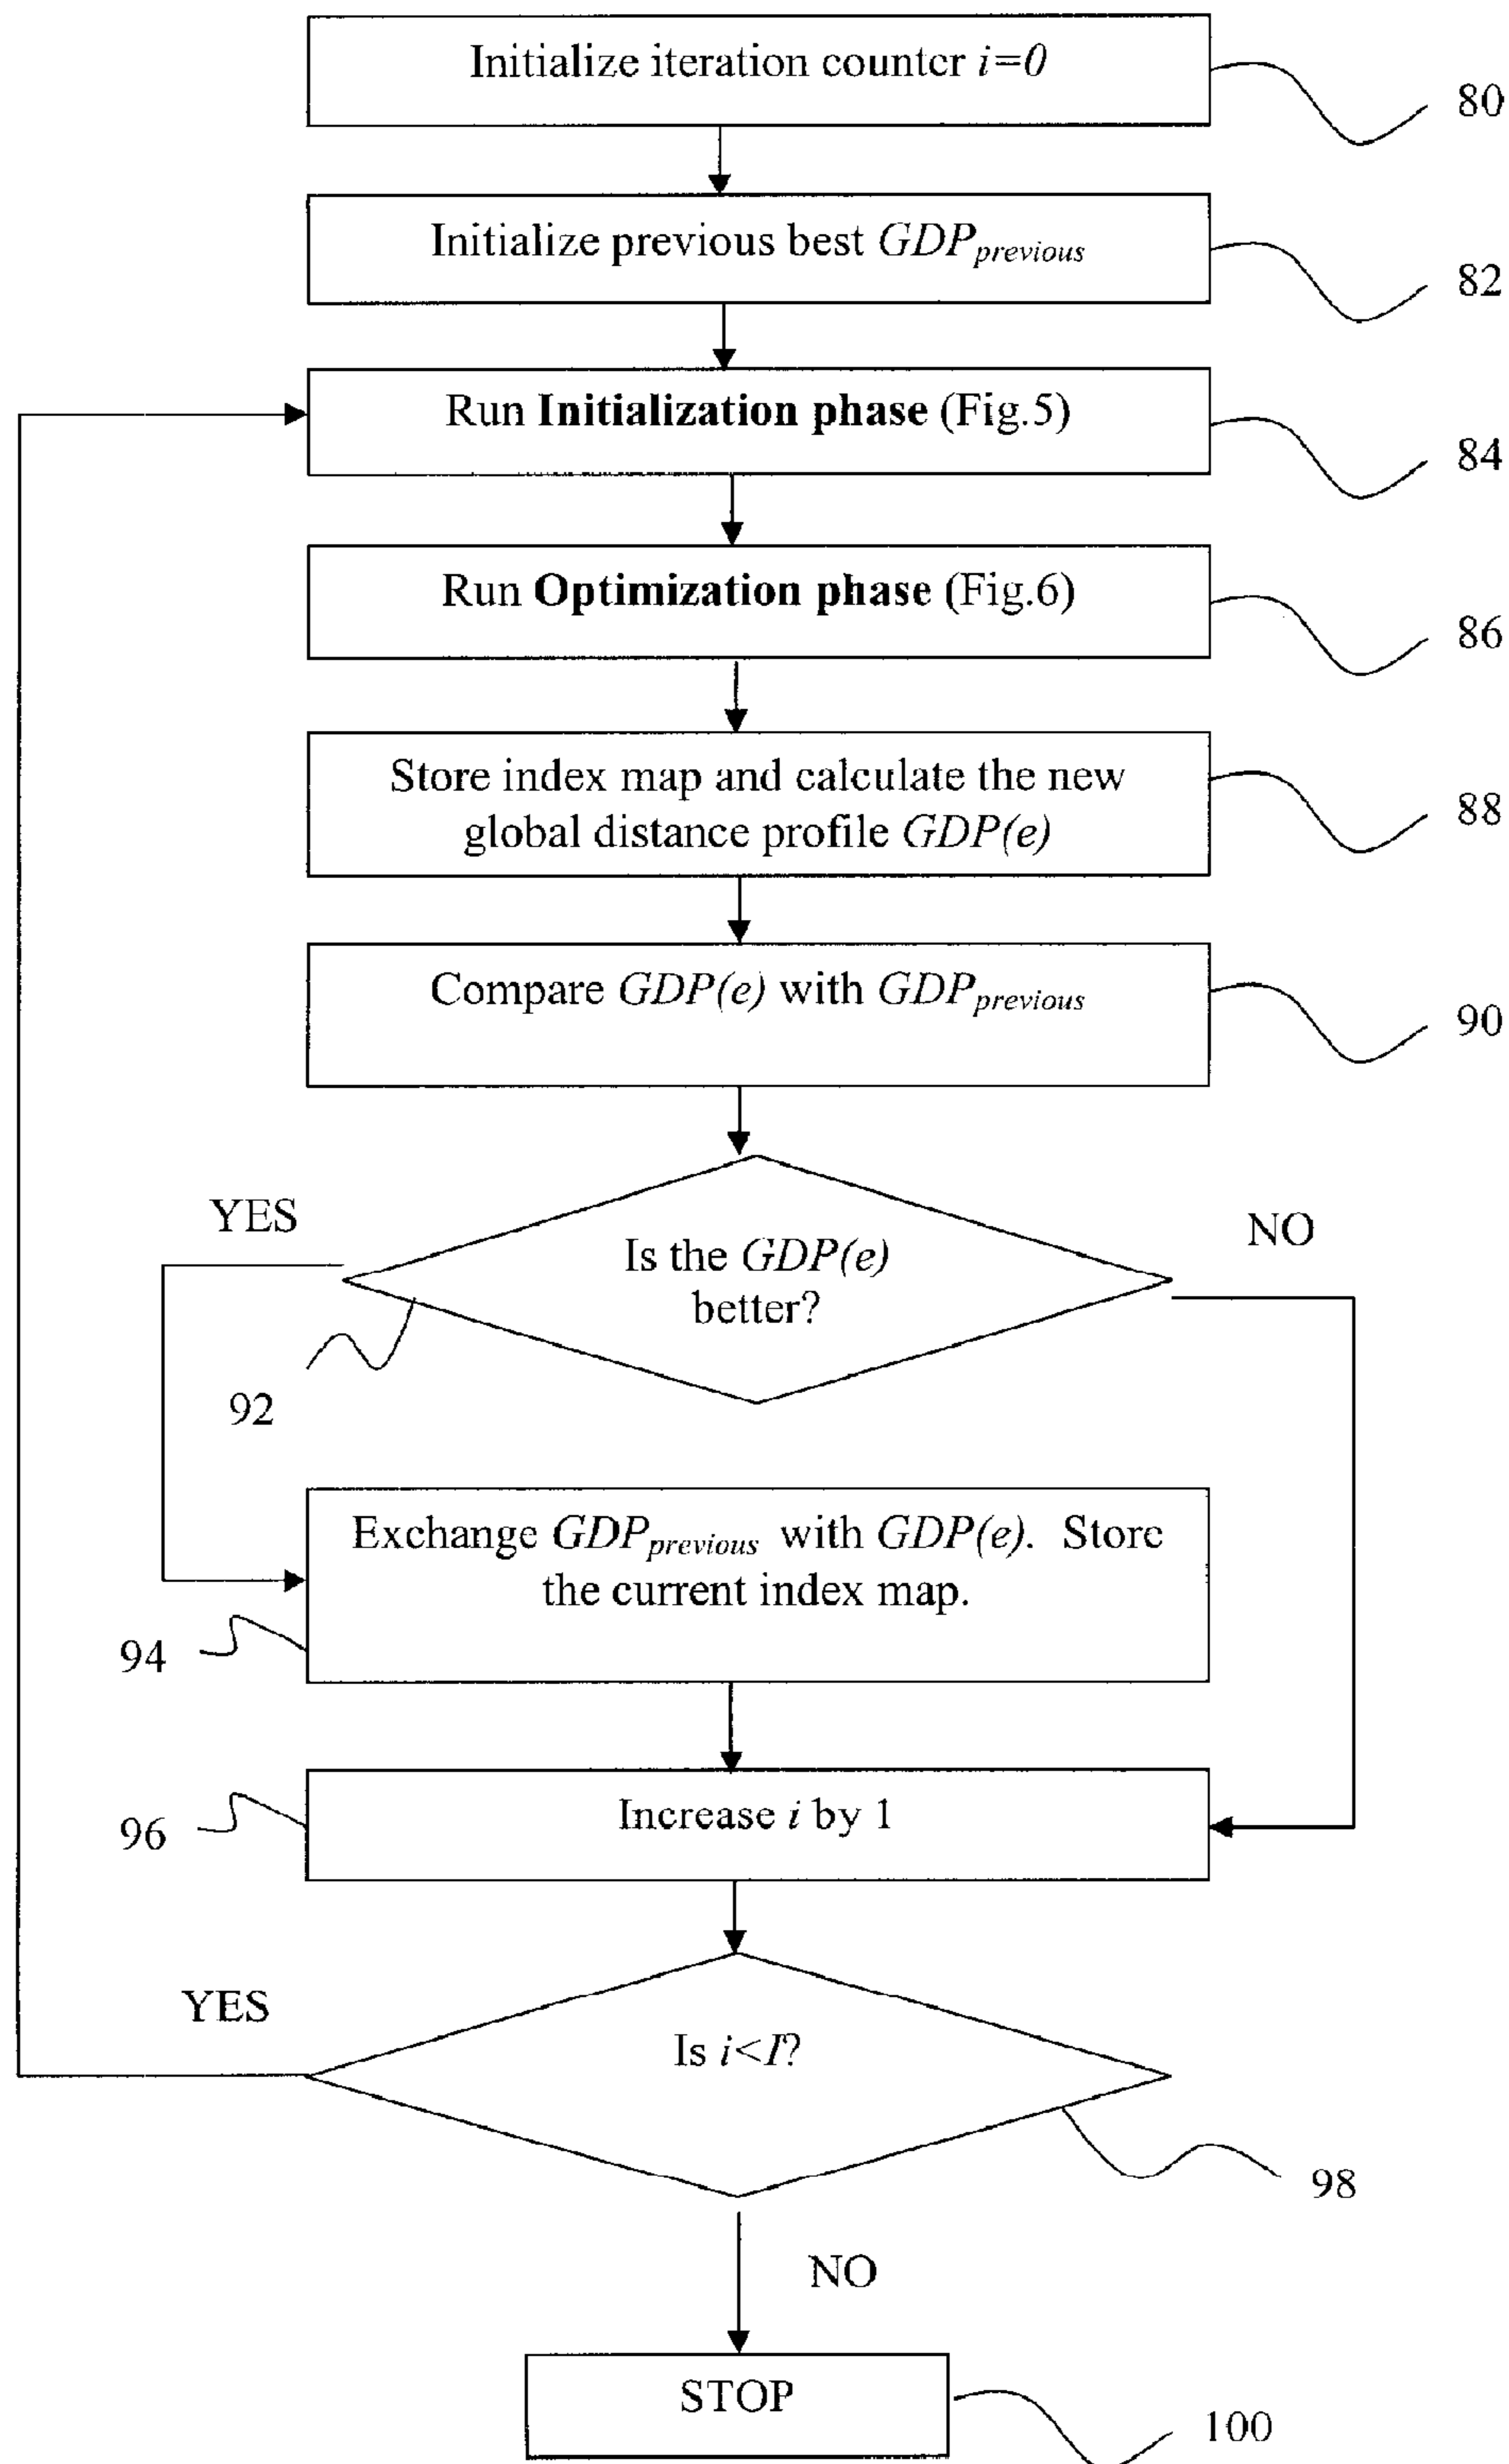 Initialize iteration counter i=0
80
Initialize previous best GDPprevious
82
Run Initialization phase (Fig.5)
84
Run Optimization phase (Fig.6)
86
Store index map and calculate the new
global distance profile GDP(e)
88
Compare GDP(e) with GDPprevious
90
YES
NO
Is the GDP(e)
better?
92
Exchange GDPprevious with GDP(e). Store
the current index map.
94
Increase i by 1
96
YES
Is i<I?
98
NO
STOP
100